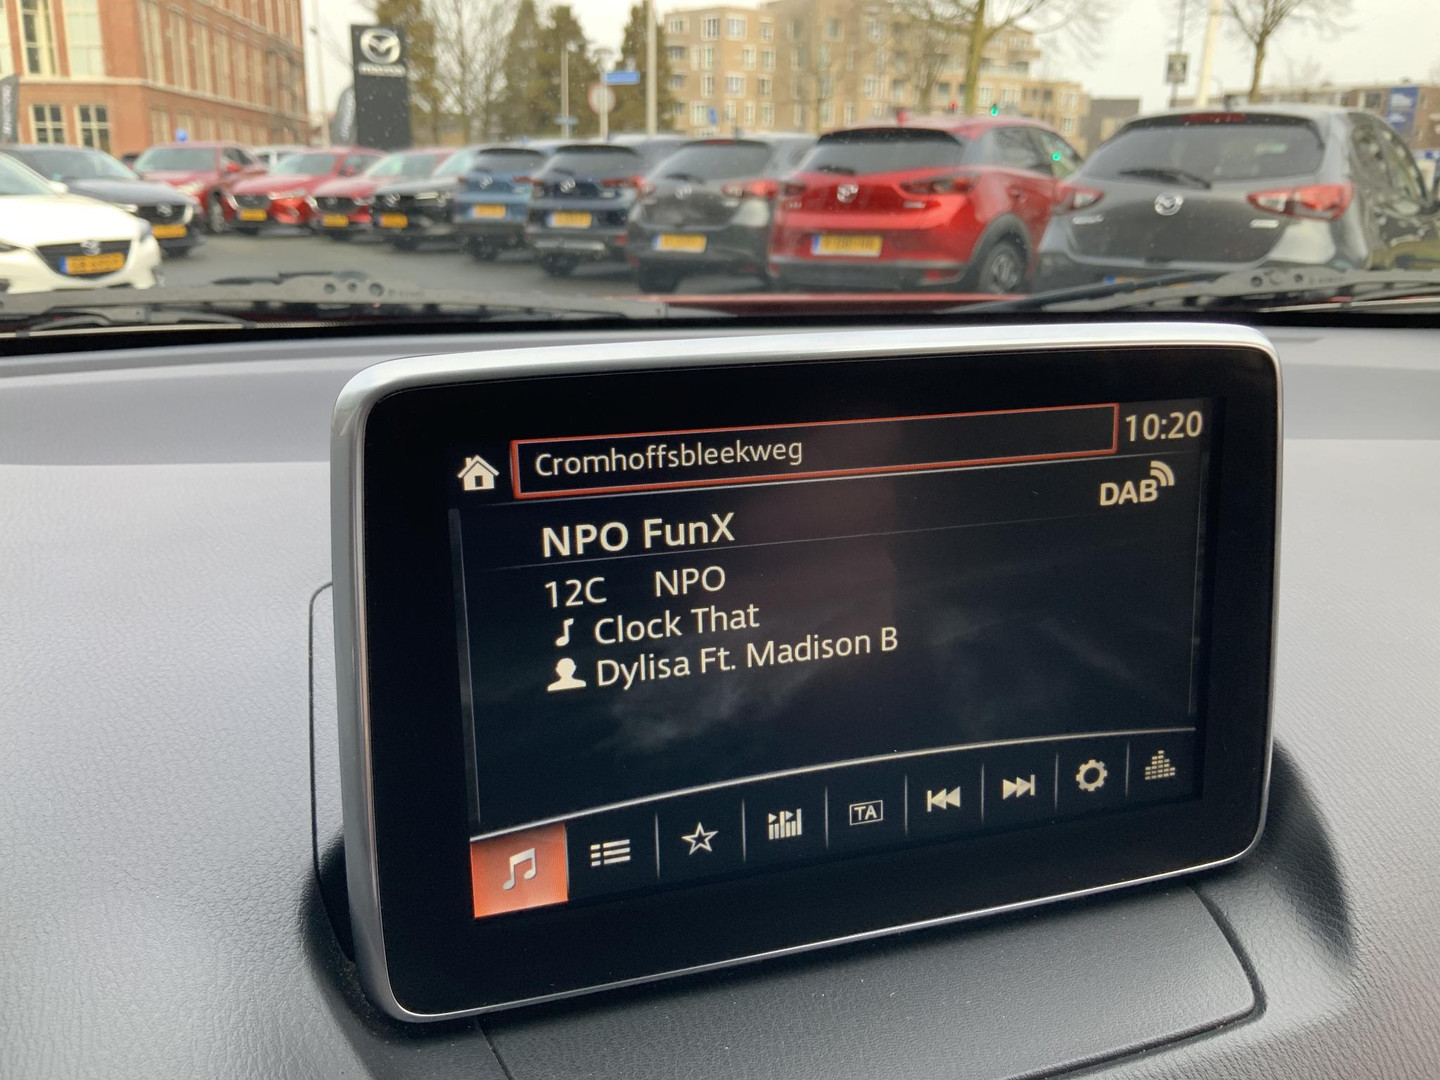 Cromhoffsbleekweg
10:20
DAB
NPO FunX
12C NPO
Clock That
Dylisa Ft. Madison B
TA